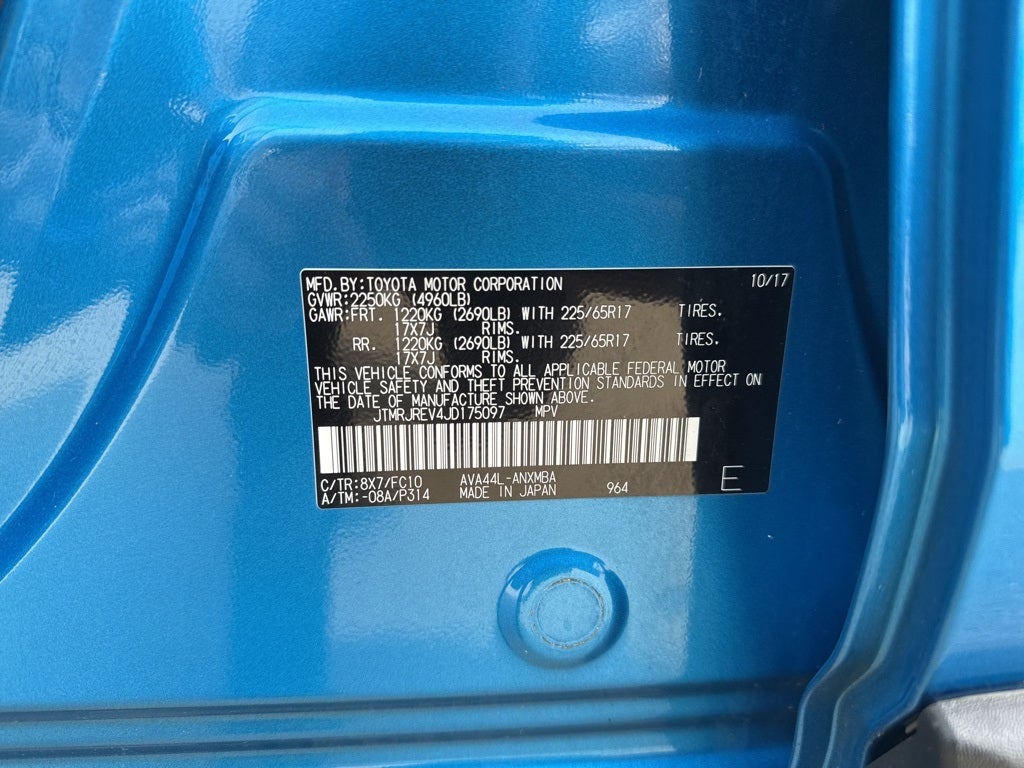 MFD.BY:TOYOTA MOTOR CORPORATION 10/17
GVWR:2250KG (4960LB)
GAWR:FRT. 1220KG (2690LB) WITH 225/65R17 TIRES.
17X7J RIMS.
RR. 1220KG (2690LB) WITH 225/65R17 TIRES.
17X7J RIMS.
THIS VEHICLE CONFORMS TO ALL APPLICABLE FEDERAL MOTOR
VEHICLE SAFETY AND THEFT PREVENTION STANDARDS IN EFFECT ON
THE DATE OF MANUFACTURE SHOWN ABOVE.
JTMRJREV4JD175097 MPV
C/TR:8X7/FC10 AVA44L-ANXMBA
A/TM:-08A/P314 MADE IN JAPAN 964 E